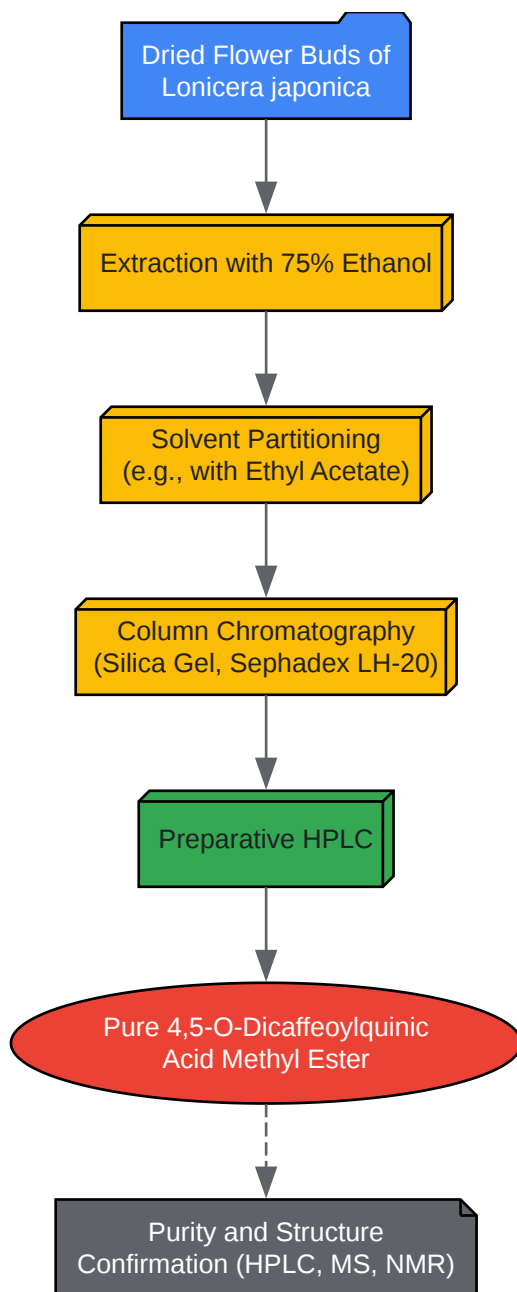 Dried Flower Buds of
Lonicera japonica
Extraction with 75% Ethanol
Solvent Partitioning
(e.g., with Ethyl Acetate)
Column Chromatography
(Silica Gel, Sephadex LH-20)
Preparative HPLC
Pure 4,5-O-Dicaffeoylquinic
Acid Methyl Ester
Purity and Structure
Confirmation (HPLC, MS, NMR)